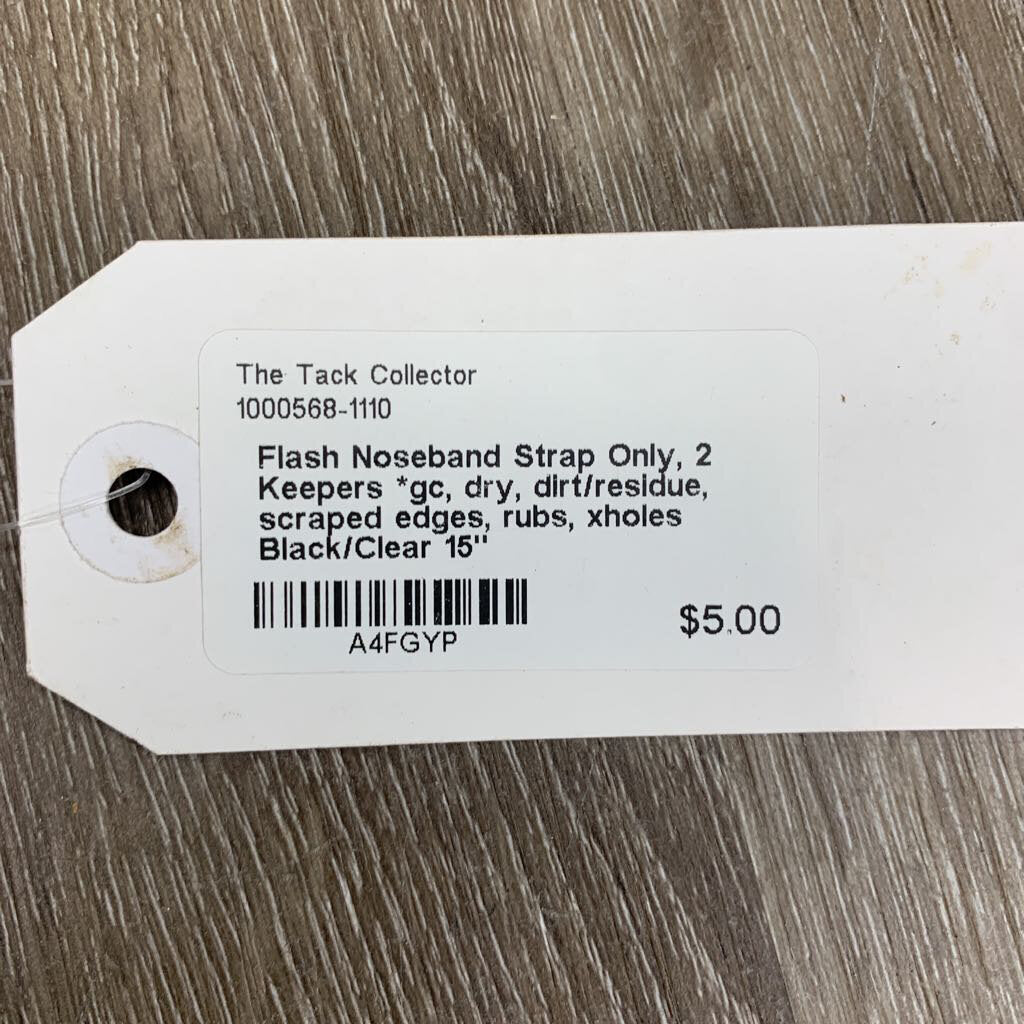 The Tack Collector
1000568-1110
Flash Noseband Strap Only, 2
Keepers *gc, dry, dirt/residue,
scraped edges, rubs, xholes
Black/Clear 15"
A4FGYP
$5.00